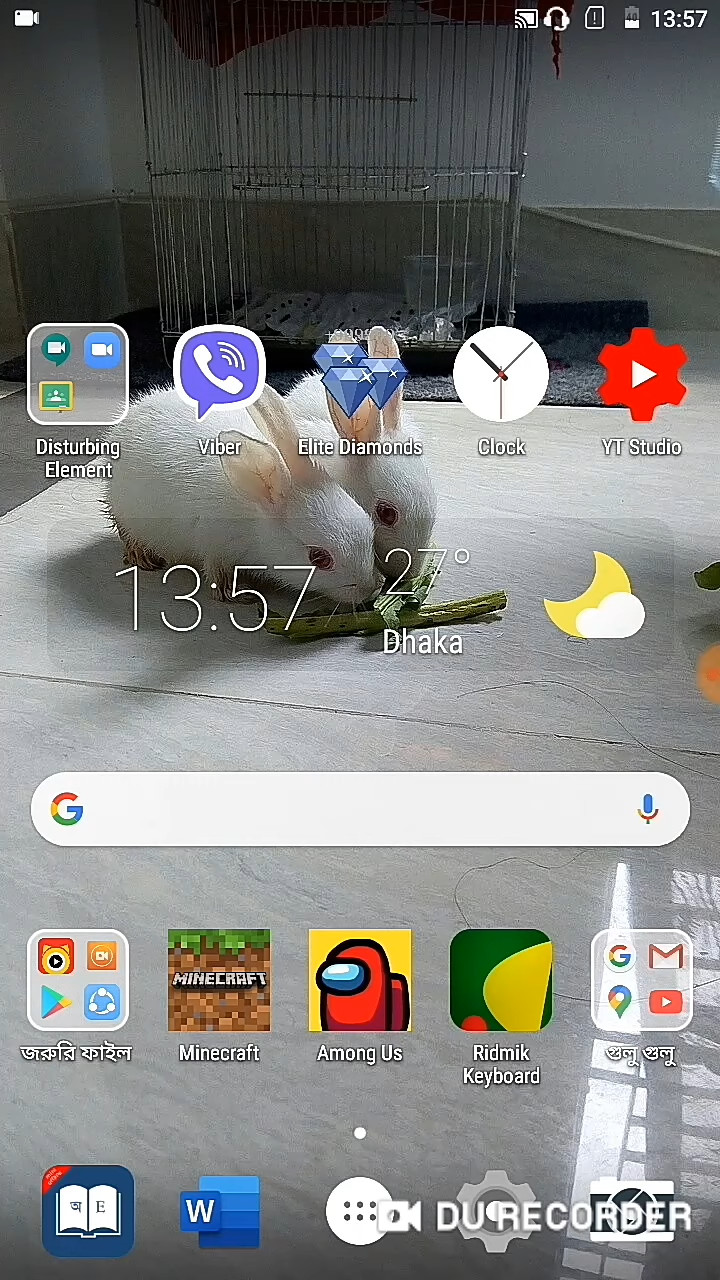 13:57
Disturbing
Element
Viber
Elite Diamonds
Clock
YT Studio
13:57
27°
Dhaka
MINECRAFT
জরুরি ফাইল
Minecraft
Among Us
Ridmik
Keyboard
গুলু গুলু
অ E
W
DU RECORDER